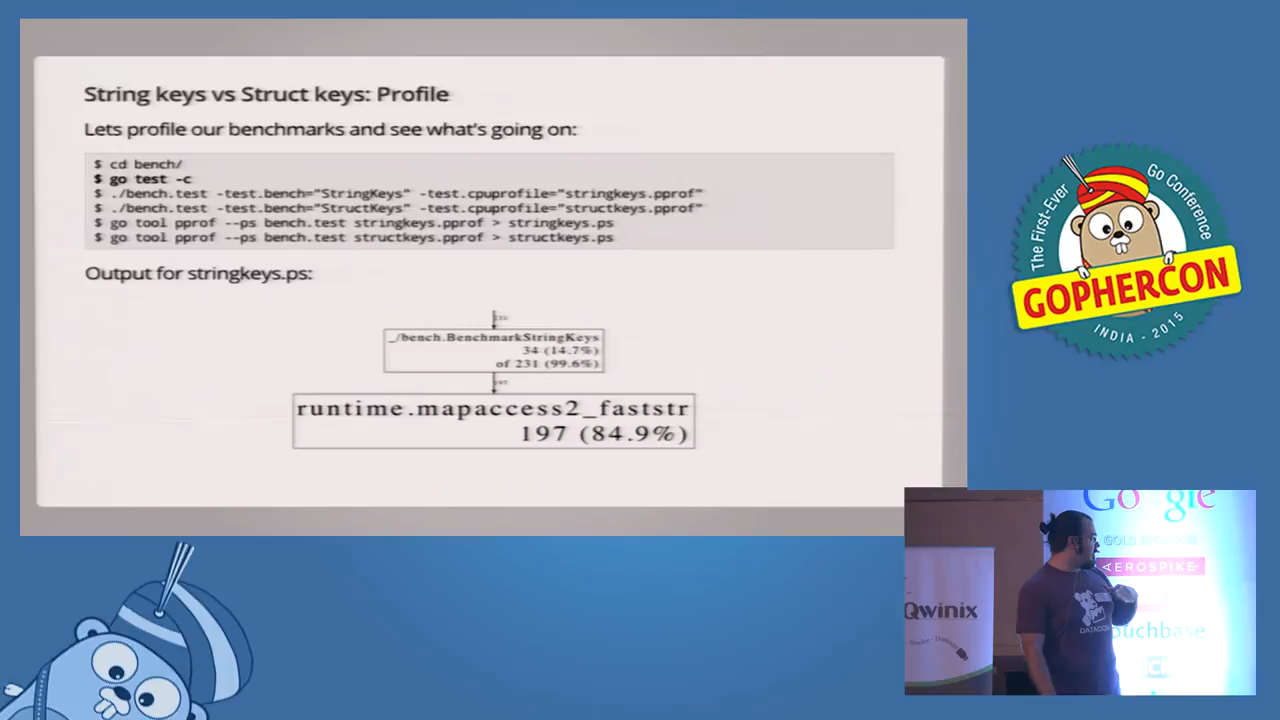 String keys vs Struct keys: Profile
Lets profile our benchmarks and see what's going on:
$ cd bench/
$ go test -c
$ ./bench.test -test.bench="StringKeys" -test.cpuprofile="stringkeys.pprof"
$ ./bench.test -test.bench="StructKeys" -test.cpuprofile="structkeys.pprof"
$ go tool pprof --ps bench.test stringkeys.pprof > stringkeys.ps
$ go tool pprof --ps bench.test structkeys.pprof > structkeys.ps
Output for stringkeys.ps:
_/bench.BenchmarkStringKeys
34 (14.7%)
of 231 (99.6%)
197
runtime.mapaccess2_faststr
197 (84.9%)
The First-Ever
Go Conference
GOPHERCON
INDIA - 2015
Google
GOLD SPONSOR
AEROSPIKE
Qwinix
DATADOG
ouchbase